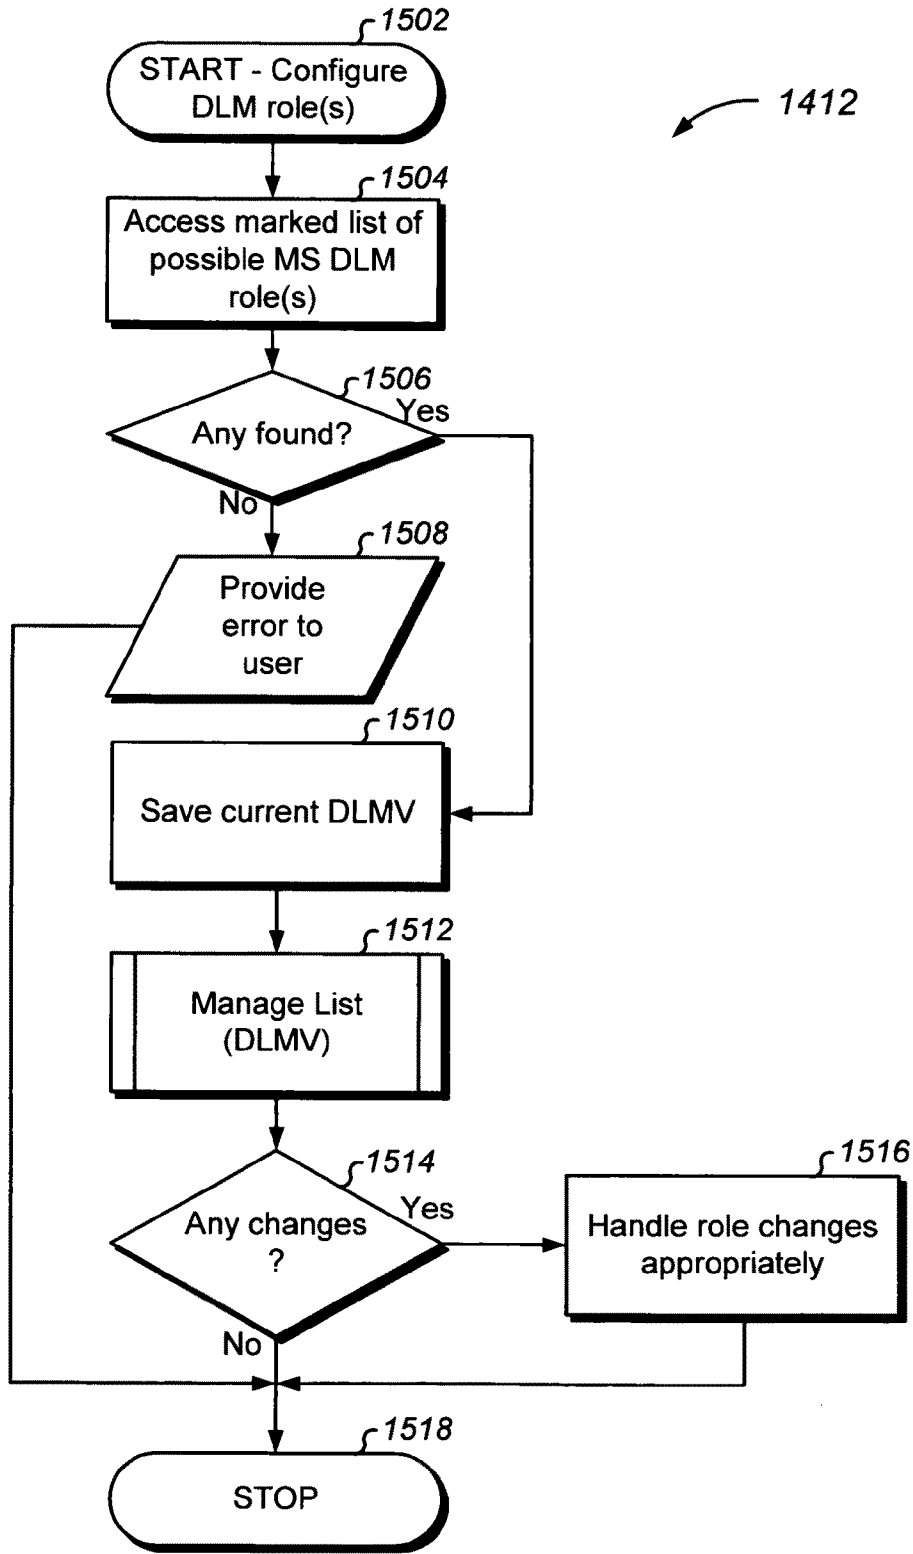 1502
START - Configure
DLM role(s)
1412
1504
Access marked list of
possible MS DLM
role(s)
1506
Yes
Any found?
No
1508
Provide
error to
user
1510
Save current DLMV
1512
Manage List
(DLMV)
1514
1516
Yes
Any changes
?
Handle role changes
appropriately
No
1518
STOP